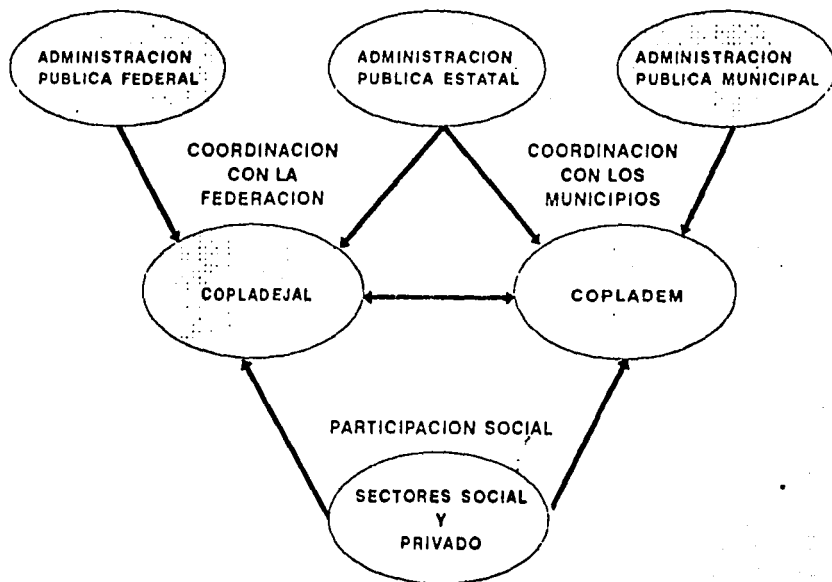 ADMINISTRACION
PUBLICA FEDERAL
ADMINISTRACION
PUBLICA ESTATAL
ADMINISTRACION
PUBLICA MUNICIPAL
COORDINACION
CON LA
FEDERACION
COORDINACION
CON LOS
MUNICIPIOS
COPLADEJAL
COPLADEM
PARTICIPACION SOCIAL
SECTORES SOCIAL
Y
PRIVADO